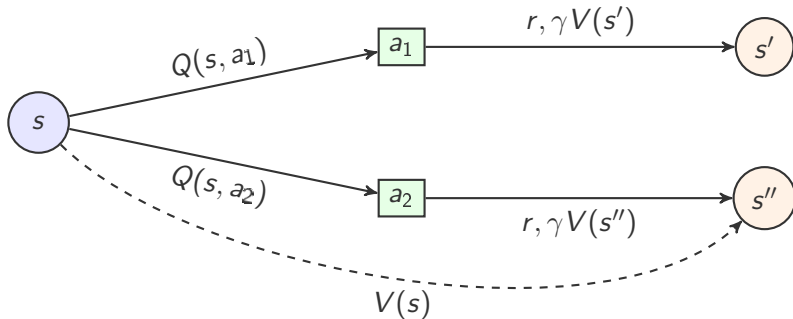 r, γV(s′)
Q(s, a1)
a₁
s′
s
Q(s, a2)
a₂
s′′
r, γV(s′′)
V(s)